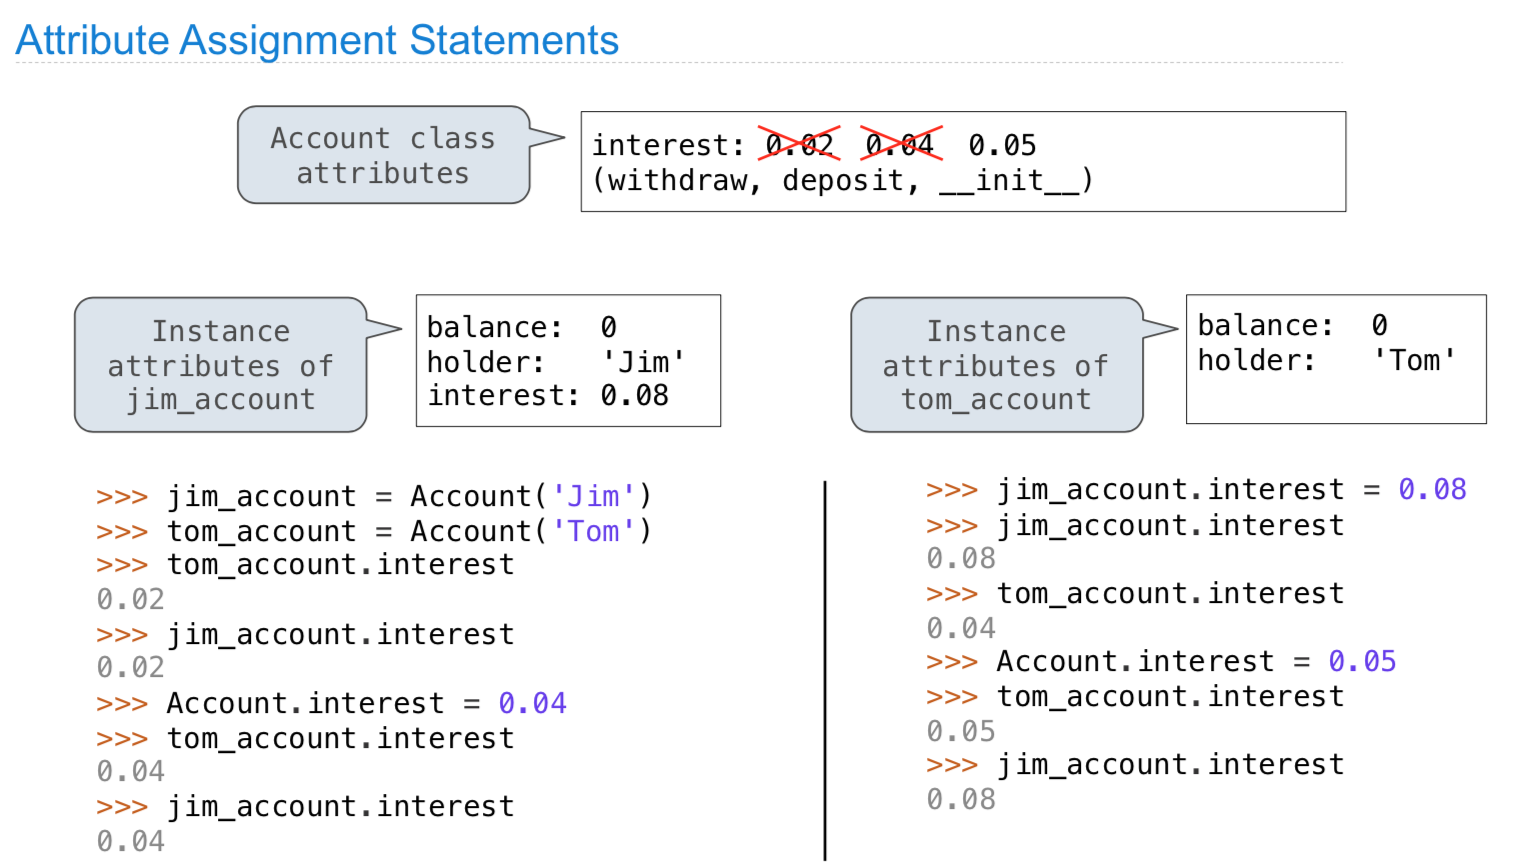 Attribute Assignment Statements
Account class
attributes
interest: 0.02 0.04 0.05
(withdraw, deposit, __init__)
Instance
attributes of
jim_account
balance: 0
holder: 'Jim'
interest: 0.08
Instance
attributes of
tom_account
balance: 0
holder: 'Tom'
>>> jim_account = Account('Jim')
>>> tom_account = Account('Tom')
>>> tom_account.interest
0.02
>>> jim_account.interest
0.02
>>> Account.interest = 0.04
>>> tom_account.interest
0.04
>>> jim_account.interest
0.04
>>> jim_account.interest = 0.08
>>> jim_account.interest
0.08
>>> tom_account.interest
0.04
>>> Account.interest = 0.05
>>> tom_account.interest
0.05
>>> jim_account.interest
0.08